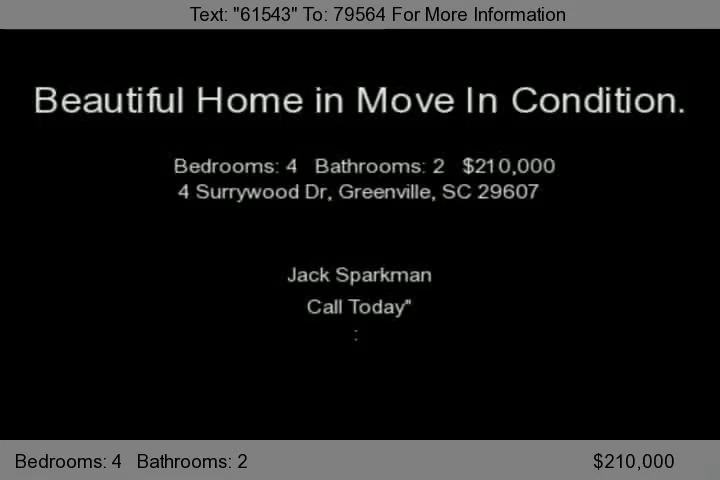 Text: "61543" To: 79564 For More Information
Beautiful Home in Move In Condition.
Bedrooms: 4 Bathrooms: 2 $210,000
4 Surrywood Dr, Greenville, SC 29607
Jack Sparkman
Call Today"
:
Bedrooms: 4 Bathrooms: 2 $210,000